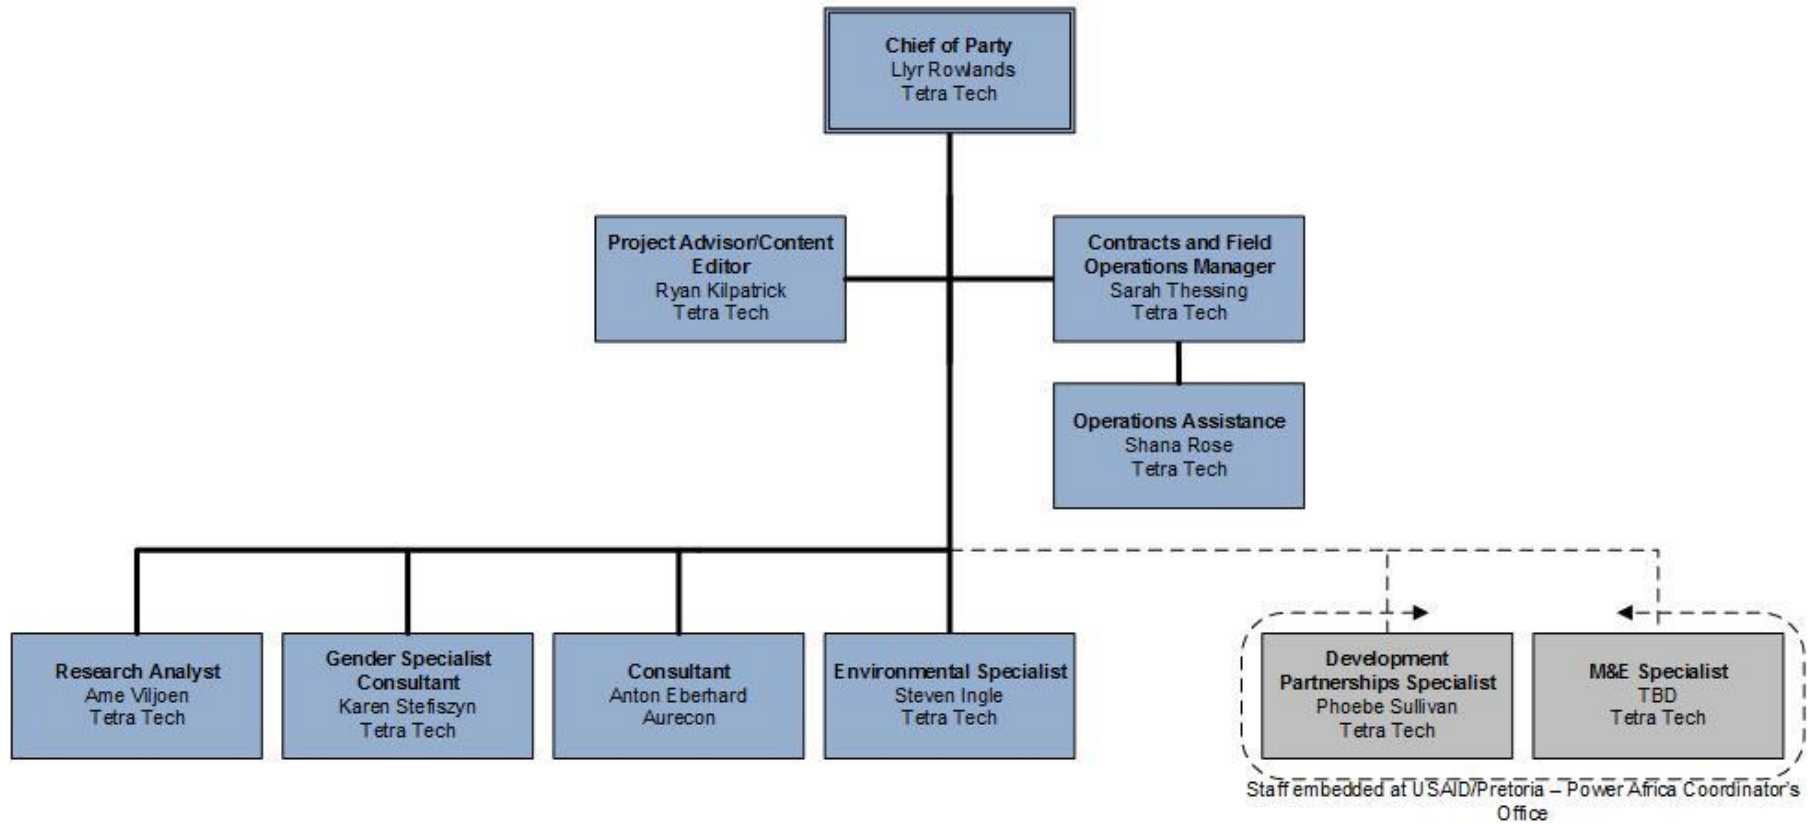 Chief of Party
Llyr Rowlands
Tetra Tech
Project Advisor/Content
Editor
Ryan Kilpatrick
Tetra Tech
Contracts and Field
Operations Manager
Sarah Thessing
Tetra Tech
Operations Assistance
Shana Rose
Tetra Tech
Research Analyst
Ame Viljoen
Tetra Tech
Gender Specialist
Consultant
Karen Stefiszyn
Tetra Tech
Consultant
Anton Eberhard
Aurecon
Environmental Specialist
Steven Ingle
Tetra Tech
Development
Partnerships Specialist
Phoebe Sullivan
Tetra Tech
M&E Specialist
TBD
Tetra Tech
Staff embedded at USAID/Pretoria – Power Africa Coordinator's
Office